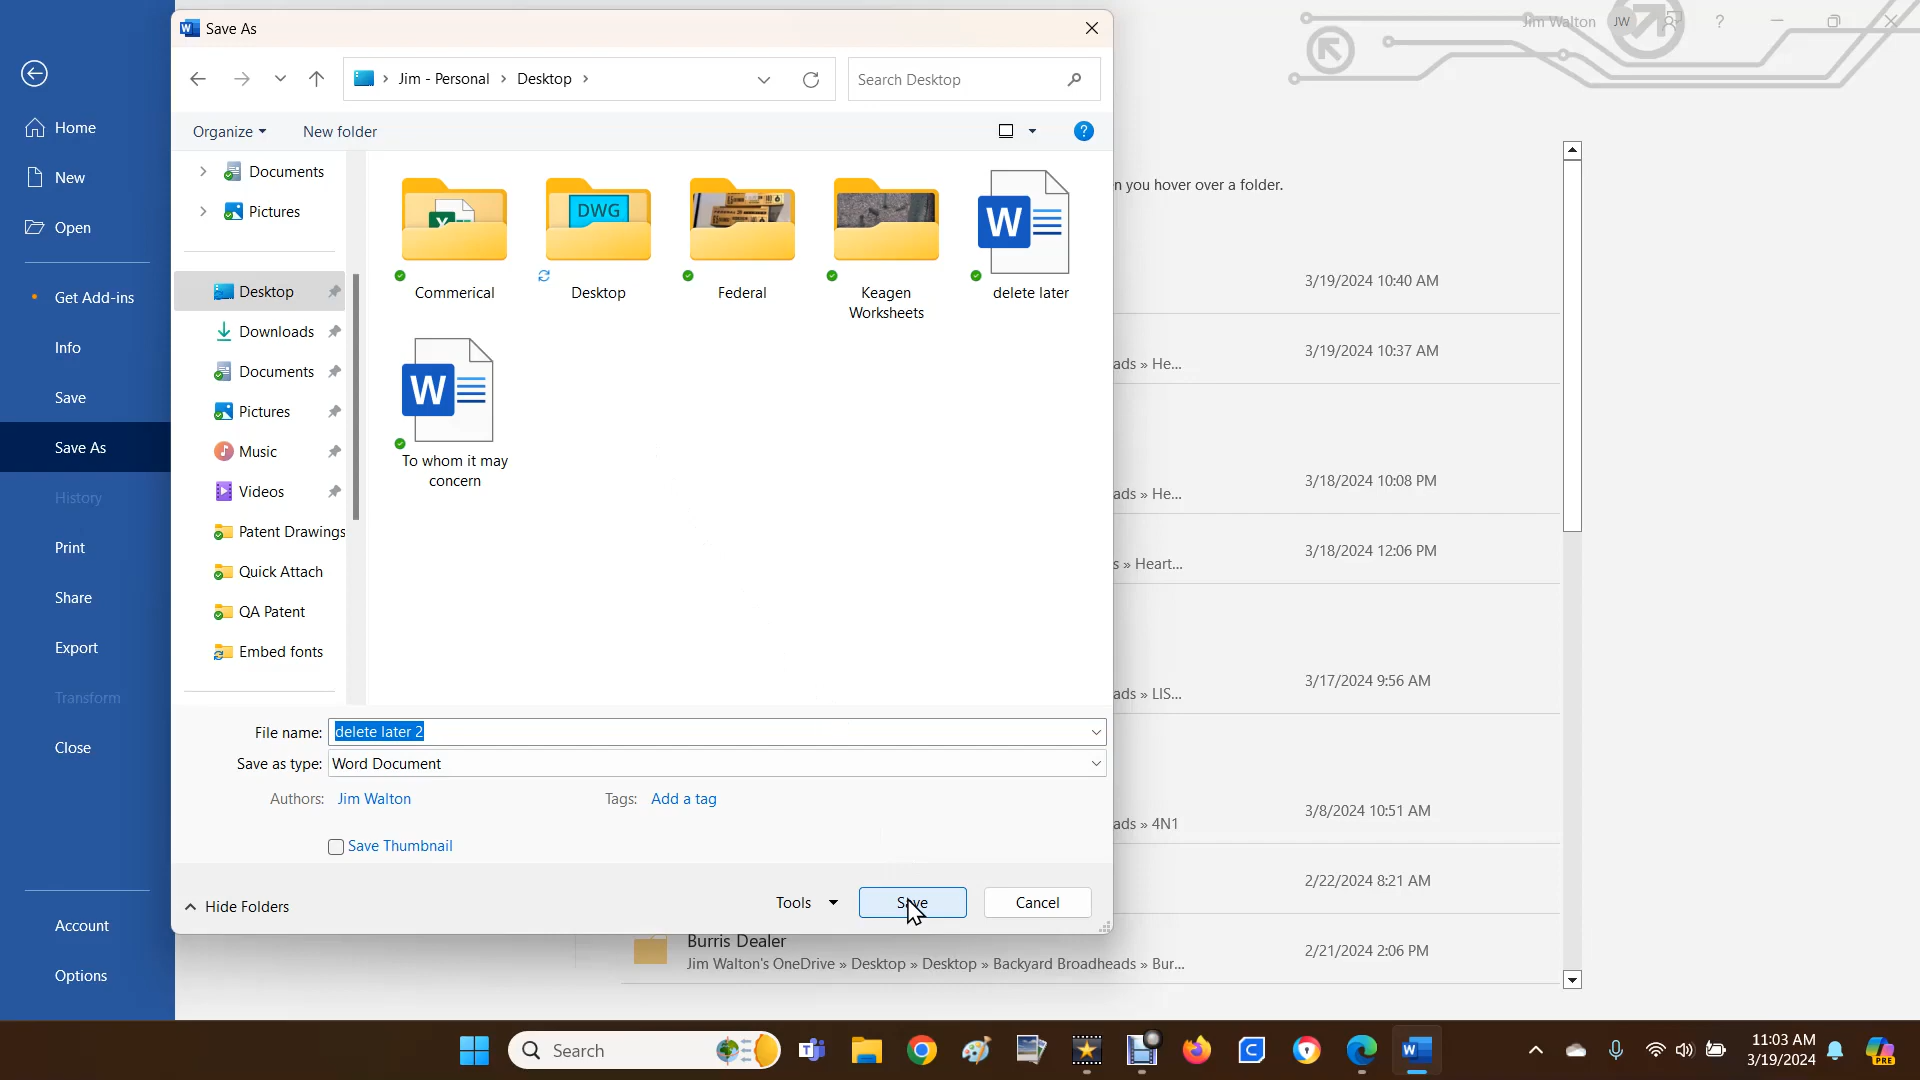 Save As
Jim Walton
JW
?
Jim - Personal > Desktop >
Search Desktop
Home
Organize
New folder
?
New
Documents
Pictures
Open
DWG
W
n you hover over a folder.
Commerical
Desktop
Federal
Keagen
Worksheets
delete later
Get Add-ins
Desktop
3/19/2024 10:40 AM
Downloads
Info
3/19/2024 10:37 AM
ads » He...
Documents
W
Save
Pictures
Save As
Music
To whom it may
concern
History
Videos
3/18/2024 10:08 PM
ads » He...
Print
Patent Drawings
3/18/2024 12:06 PM
s » Heart...
Share
Quick Attach
QA Patent
Export
Embed fonts
3/17/2024 9:56 AM
ads » LIS...
Transform
File name: delete later 2
Close
Save as type: Word Document
Authors: Jim Walton
Tags: Add a tag
3/8/2024 10:51 AM
ads » 4N1
Save Thumbnail
2/22/2024 8:21 AM
Hide Folders
Tools
Save
Cancel
Account
Burris Dealer
2/21/2024 2:06 PM
Jim Walton's OneDrive » Desktop » Desktop » Backyard Broadheads » Bur...
Options
Search
W
11:03 AM
3/19/2024
PRE